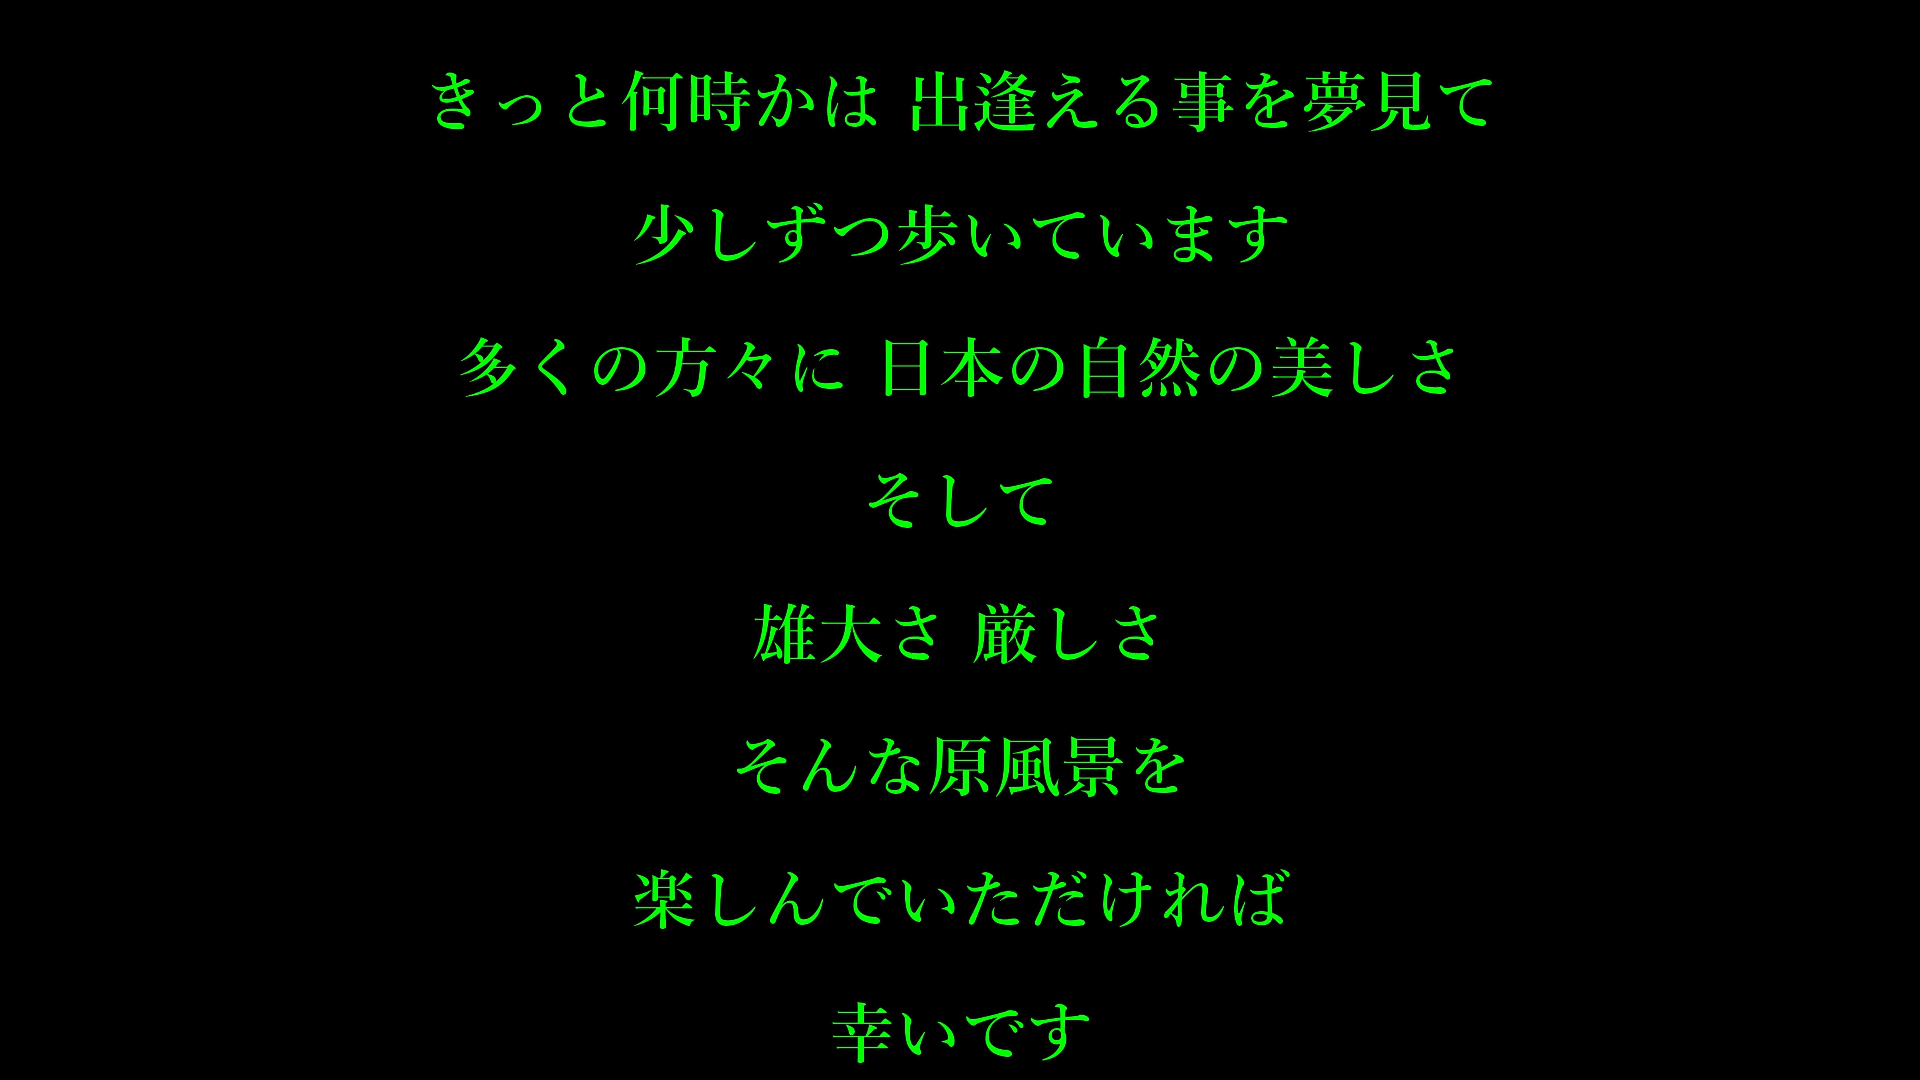 きっと何時かは 出逢える事を夢見て
少しずつ歩いています
多くの方々に 日本の自然の美しさ
そして
雄大さ 厳しさ
そんな原風景を
楽しんでいただければ
幸いです